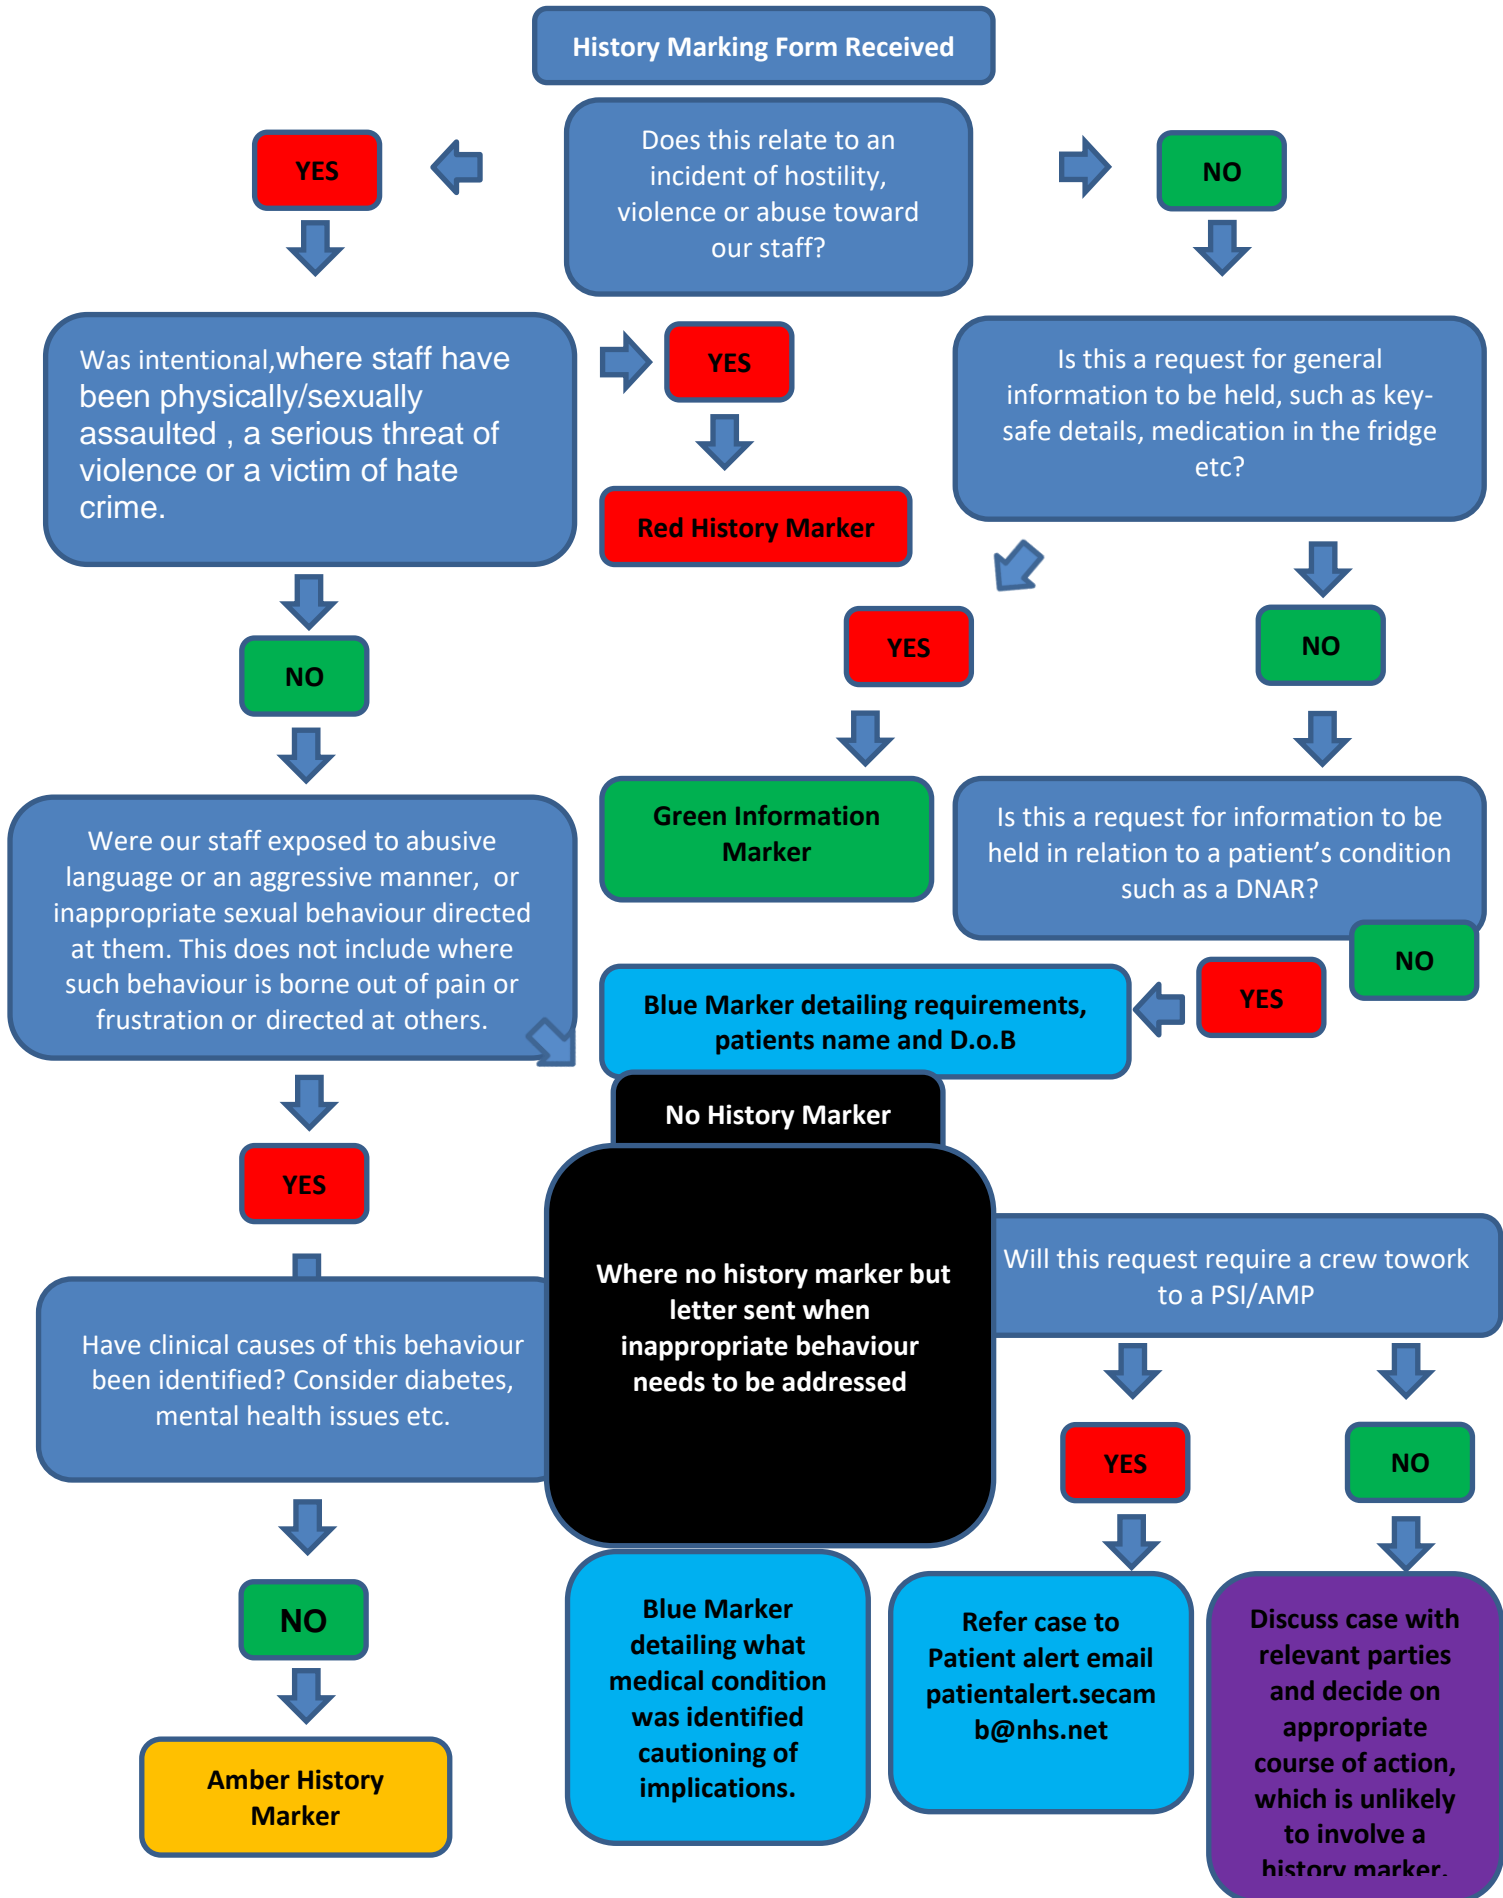 History Marking Form Received
Does this relate to an
incident of hostility,
violence or abuse toward
our staff?
YES
NO
Was intentional,where staff have
been physically/sexually
assaulted , a serious threat of
violence or a victim of hate
crime.
YES
Red History Marker
Is this a request for general
information to be held, such as key-
safe details, medication in the fridge
etc?
YES
NO
NO
Green Information
Marker
Is this a request for information to be
held in relation to a patient’s condition
such as a DNAR?
NO
YES
Were our staff exposed to abusive
language or an aggressive manner, or
inappropriate sexual behaviour directed
at them. This does not include where
such behaviour is borne out of pain or
frustration or directed at others.
Blue Marker detailing requirements,
patients name and D.o.B
No History Marker
YES
Where no history marker but
letter sent when
inappropriate behaviour
needs to be addressed
Will this request require a crew towork
to a PSI/AMP
Have clinical causes of this behaviour
been identified? Consider diabetes,
mental health issues etc.
YES
NO
NO
Amber History
Marker
Blue Marker
detailing what
medical condition
was identified
cautioning of
implications.
Refer case to
Patient alert email
patientalert.secam
b@nhs.net
Discuss case with
relevant parties
and decide on
appropriate
course of action,
which is unlikely
to involve a
history marker.